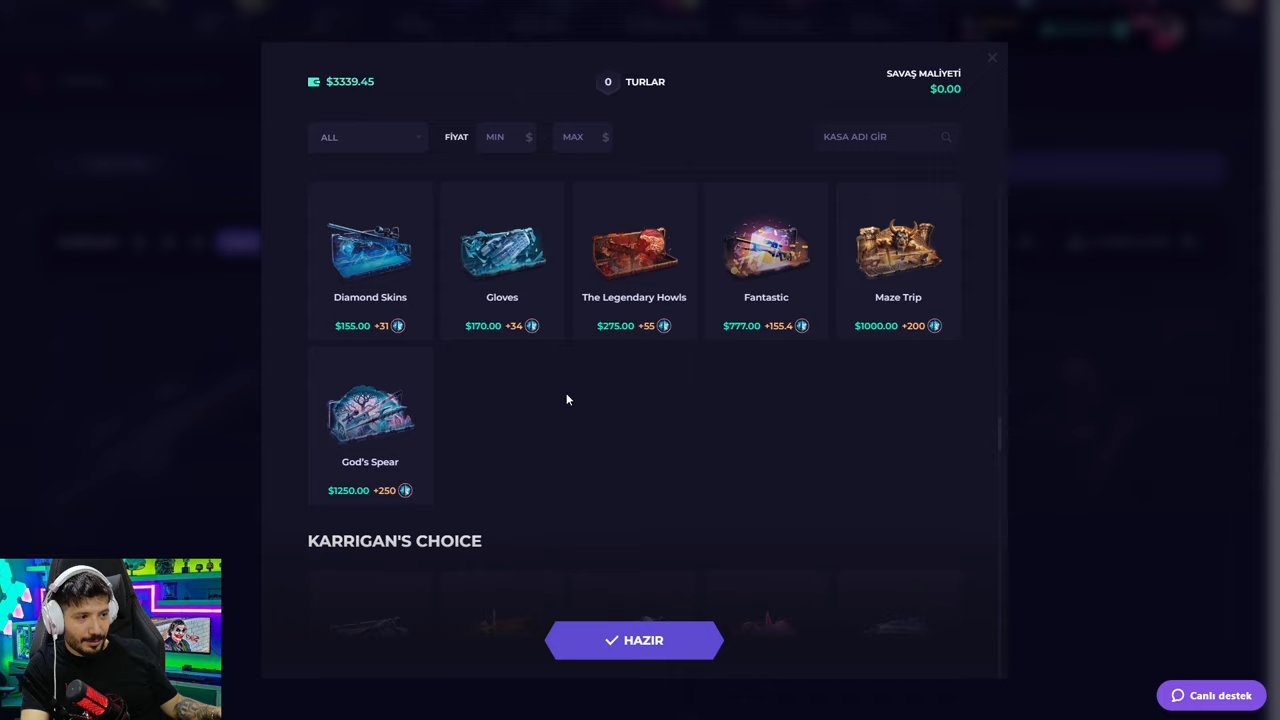 $3339.45
0 TURLAR
SAVAŞ MALİYETİ
$0.00
ALL
FİYAT
MIN $
MAX $
KASA ADI GİR
Diamond Skins
Gloves
The Legendary Howls
Fantastic
Maze Trip
$155.00 +31
$170.00 +34
$275.00 +55
$777.00 +155.4
$1000.00 +200
God's Spear
$1250.00 +250
KARRIGAN'S CHOICE
HAZIR
Canlı destek